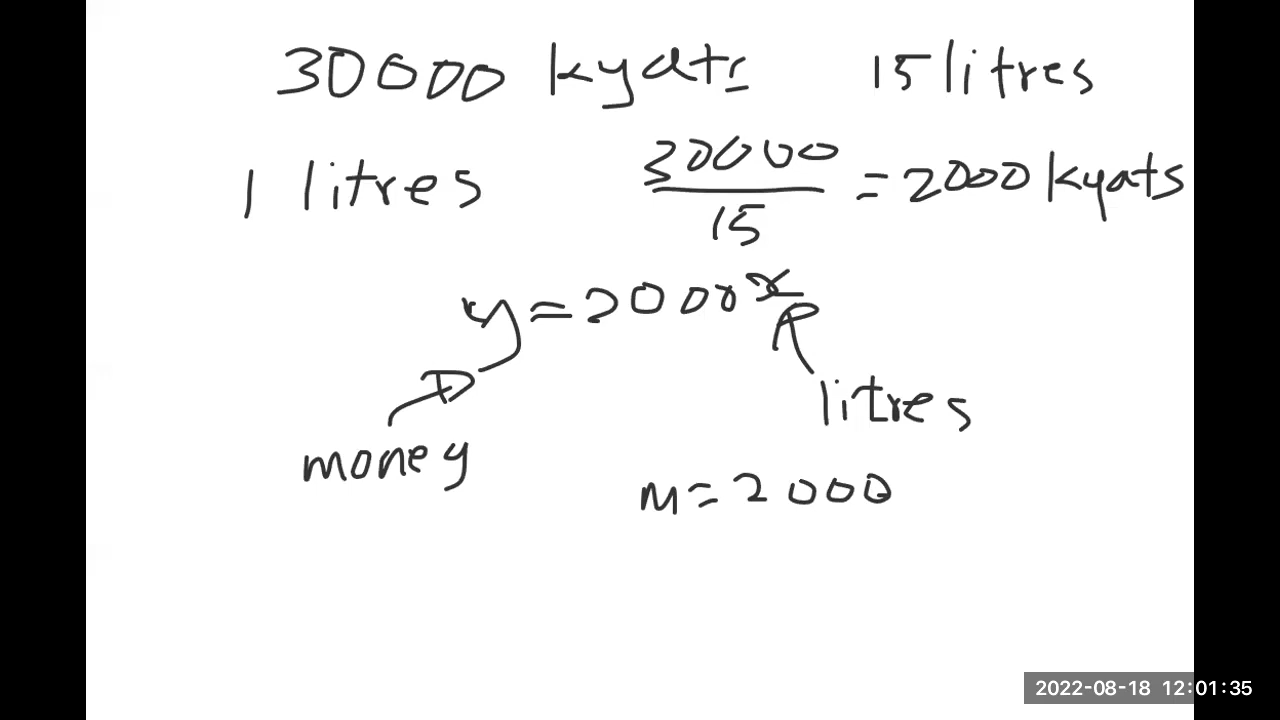 30000 kyats 15 litres
1 litres 30000/15 = 2000 kyats
y = 2000x
litres
money
m = 2000
2022-08-18 12:01:35